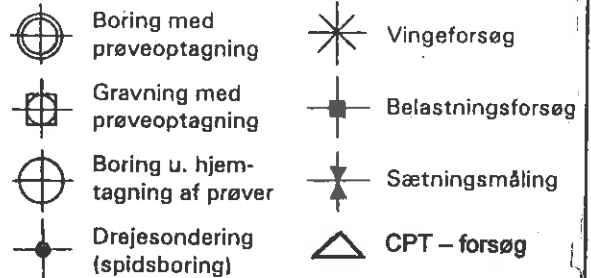 Boring med
prøveoptagning
Gravning med
prøveoptagning
Boring u. hjem-
tagning af prøver
Drejesondering
(spidsboring)
Vingeforsøg
Belastningsforsøg
Sætningsmåling
CPT – forsøg